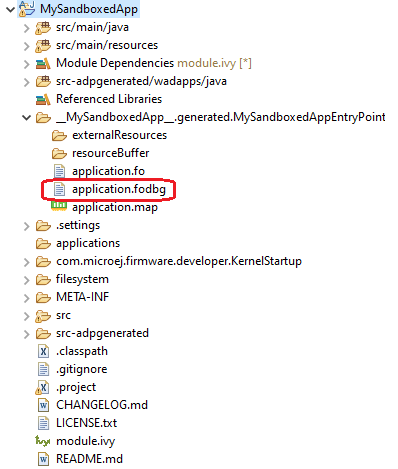 MySandboxedApp
src/main/java
src/main/resources
Module Dependencies module.ivy [*]
src-adpgenerated/wadapps/java
Referenced Libraries
__MySandboxedApp__.generated.MySandboxedAppEntryPoint
externalResources
resourceBuffer
application.fo
application.fodbg
application.map
.settings
applications
com.microej.firmware.developer.KernelStartup
filesystem
META-INF
src
src-adpgenerated
.classpath
.gitignore
.project
CHANGELOG.md
LICENSE.txt
module.ivy
README.md